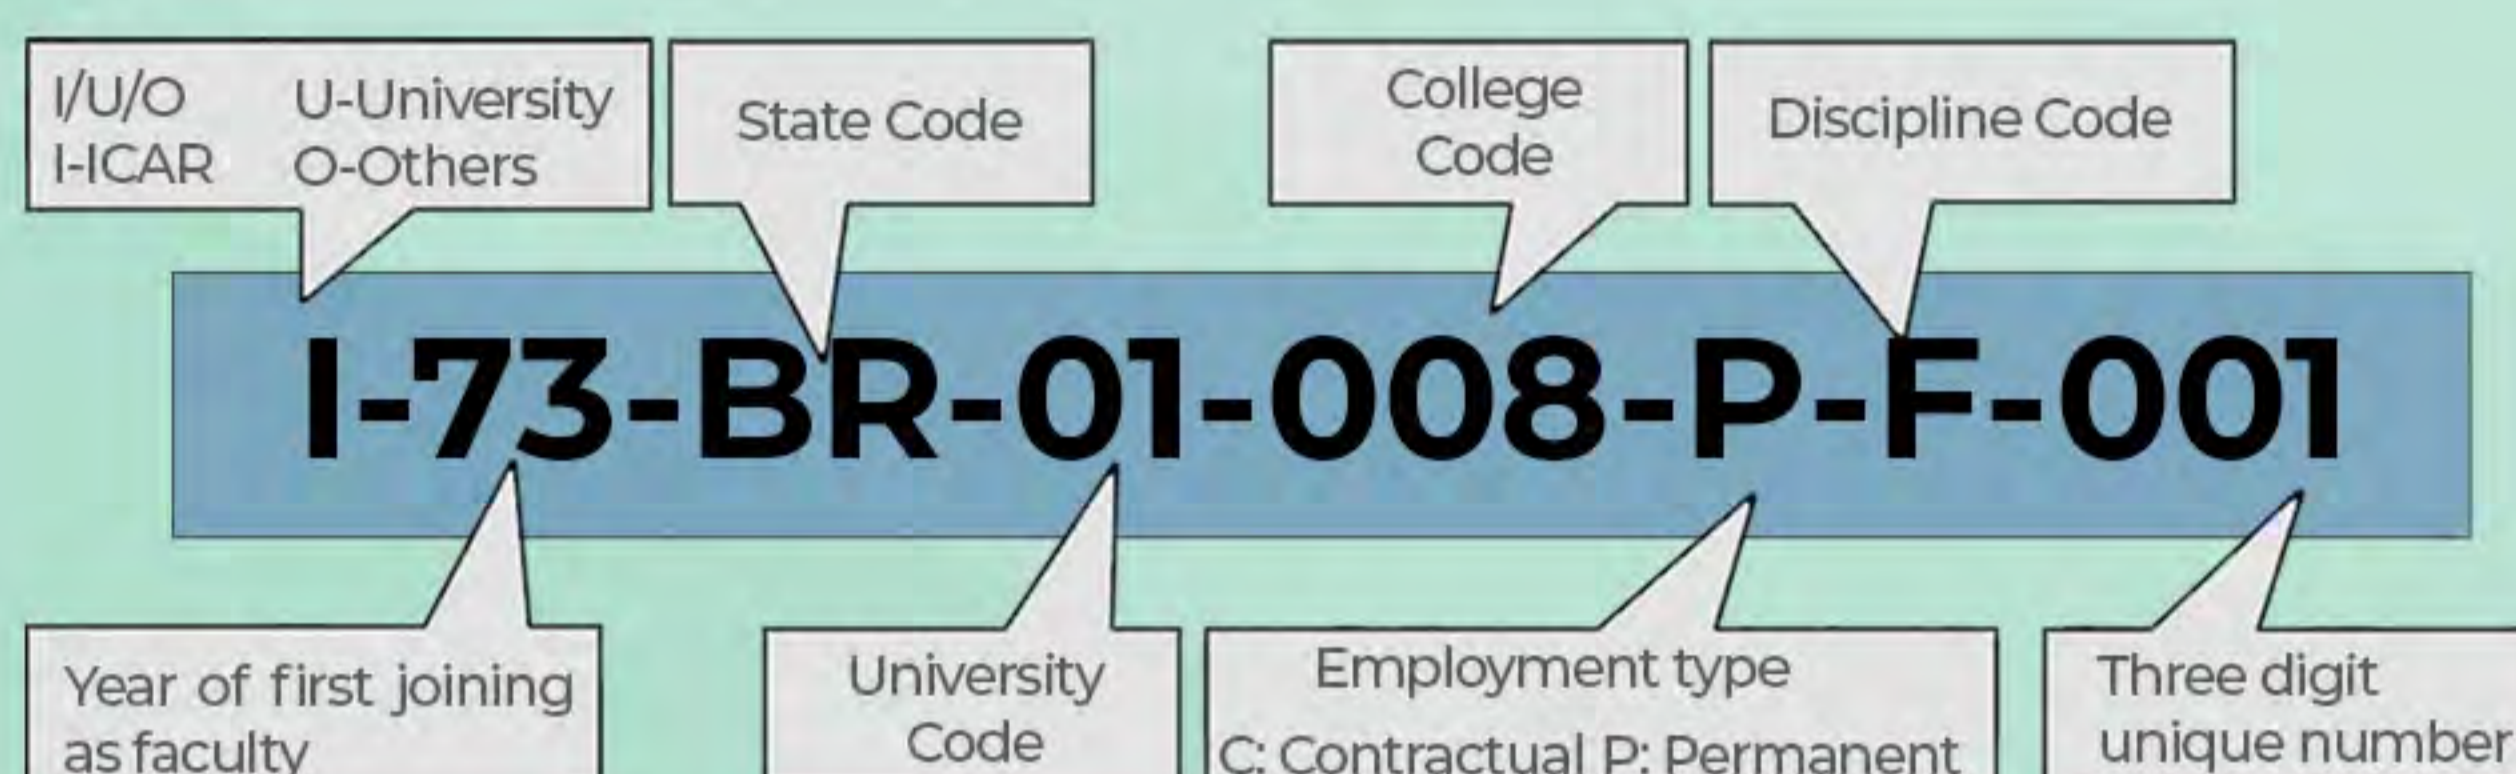 I/U/O U-University
I-ICAR O-Others
State Code
College
Code
Discipline Code
I-73-BR-01-008-P-F-001
Year of first joining
as faculty
University
Code
Employment type
C: Contractual P: Permanent
Three digit
unique number